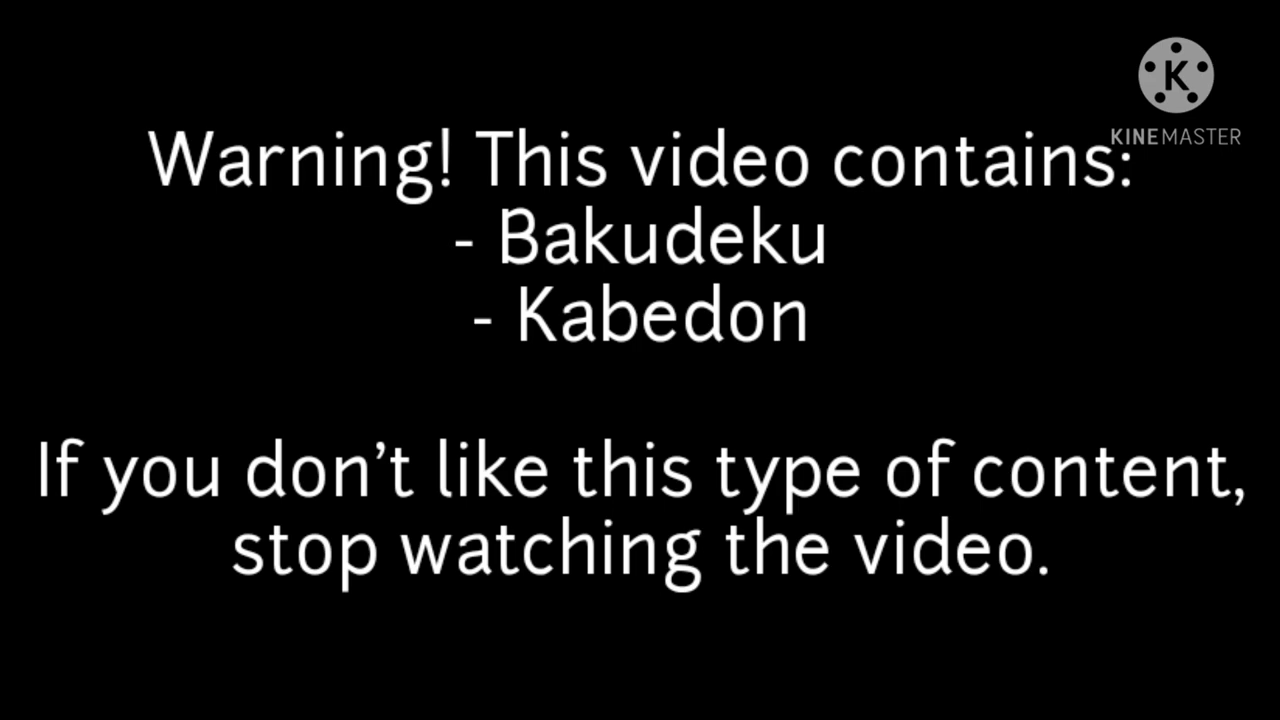 K
KINEMASTER
Warning! This video contains:
- Bakudeku
- Kabedon
If you don't like this type of content,
stop watching the video.